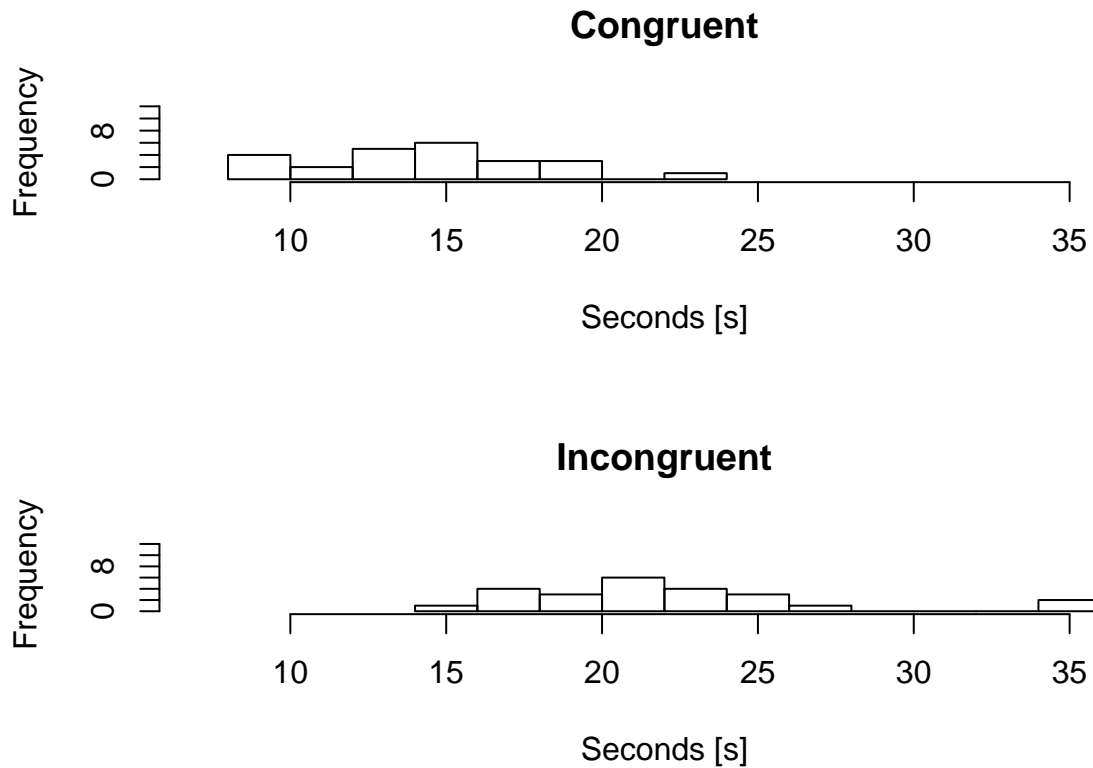 Congruent
Frequency
8
0
10 15 20 25 30 35
Seconds [s]
Incongruent
Frequency
8
0
10 15 20 25 30 35
Seconds [s]